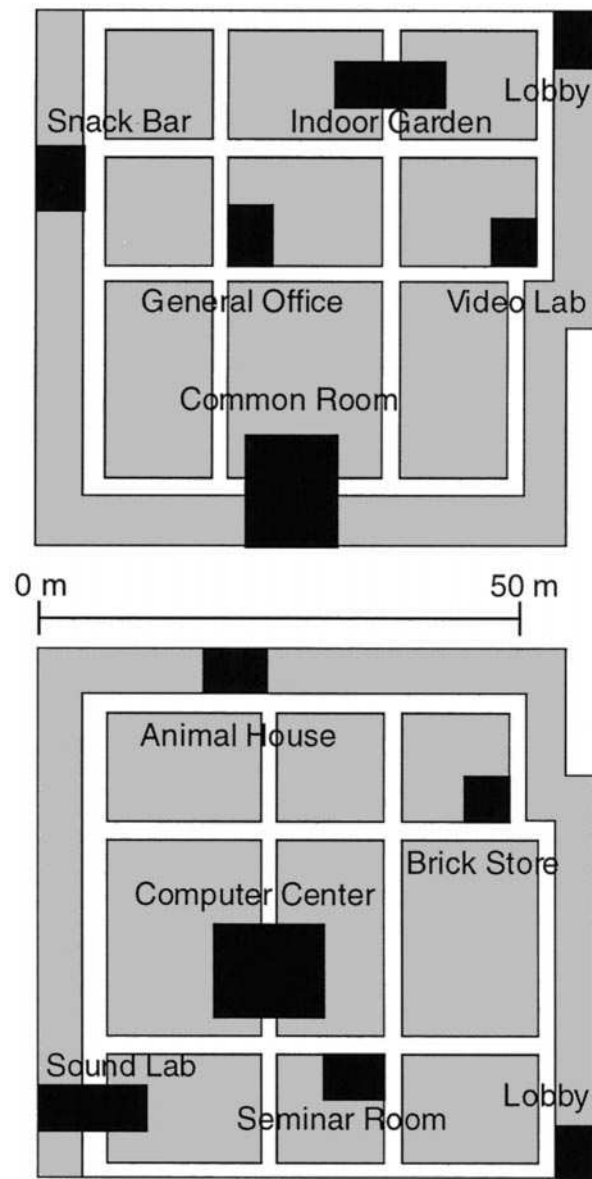 Lobby
Snack Bar
Indoor Garden
General Office
Video Lab
Common Room
0 m
50 m
Animal House
Brick Store
Computer Center
Sound Lab
Lobby
Seminar Room